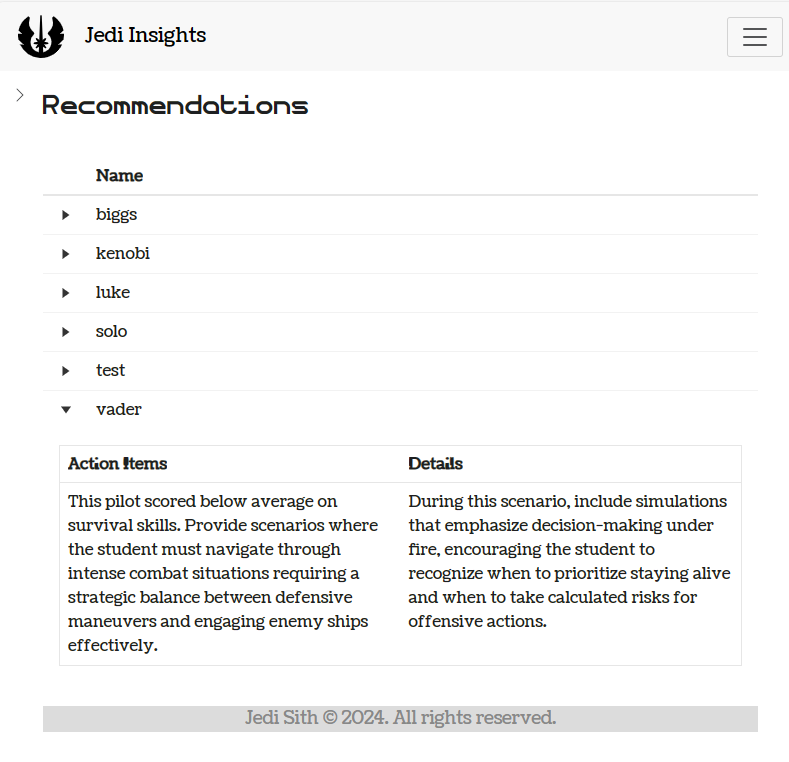 Jedi Insights
Recommendations
Name
biggs
kenobi
luke
solo
test
vader
Action Items
Details
This pilot scored below average on
survival skills. Provide scenarios where
the student must navigate through
intense combat situations requiring a
strategic balance between defensive
maneuvers and engaging enemy ships
effectively.
During this scenario, include simulations
that emphasize decision-making under
fire, encouraging the student to
recognize when to prioritize staying alive
and when to take calculated risks for
offensive actions.
Jedi Sith © 2024. All rights reserved.